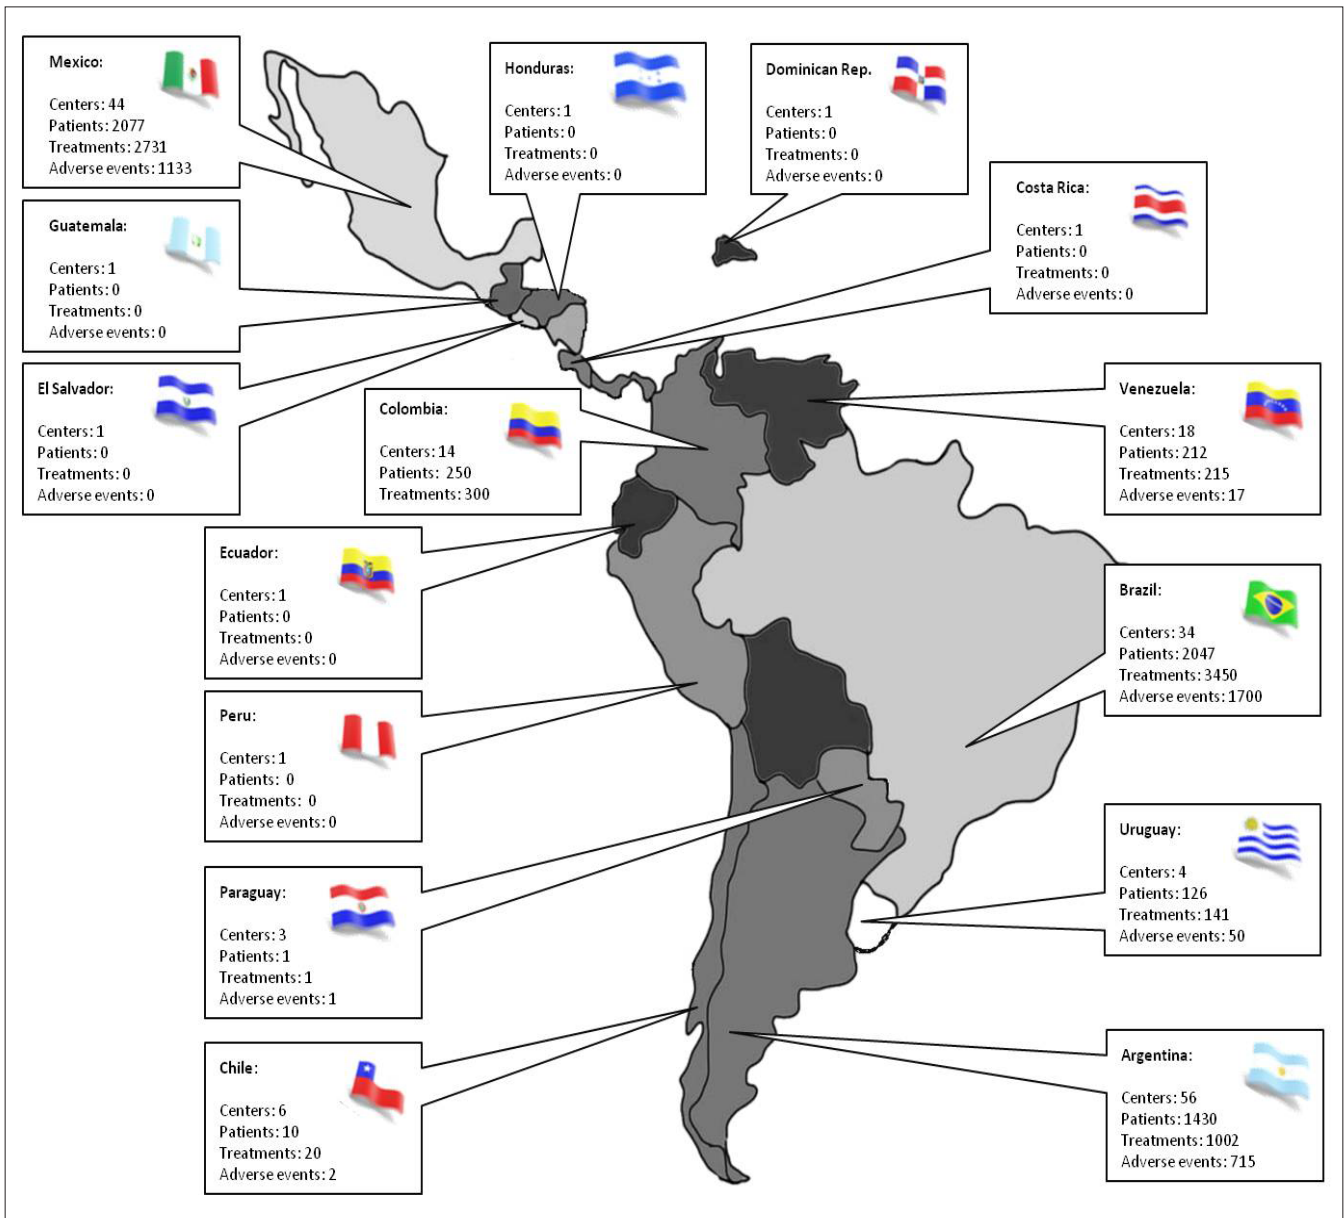 Mexico:
Centers: 44
Patients: 2077
Treatments: 2731
Adverse events: 1133
Honduras:
Centers: 1
Patients: 0
Treatments: 0
Adverse events: 0
Dominican Rep.
Centers: 1
Patients: 0
Treatments: 0
Adverse events: 0
Costa Rica:
Centers: 1
Patients: 0
Treatments: 0
Adverse events: 0
Guatemala:
Centers: 1
Patients: 0
Treatments: 0
Adverse events: 0
El Salvador:
Centers: 1
Patients: 0
Treatments: 0
Adverse events: 0
Colombia:
Centers: 14
Patients: 250
Treatments: 300
Venezuela:
Centers: 18
Patients: 212
Treatments: 215
Adverse events: 17
Ecuador:
Centers: 1
Patients: 0
Treatments: 0
Adverse events: 0
Brazil:
Centers: 34
Patients: 2047
Treatments: 3450
Adverse events: 1700
Peru:
Centers: 1
Patients: 0
Treatments: 0
Adverse events: 0
Uruguay:
Centers: 4
Patients: 126
Treatments: 141
Adverse events: 50
Paraguay:
Centers: 3
Patients: 1
Treatments: 1
Adverse events: 1
Chile:
Centers: 6
Patients: 10
Treatments: 20
Adverse events: 2
Argentina:
Centers: 56
Patients: 1430
Treatments: 1002
Adverse events: 715